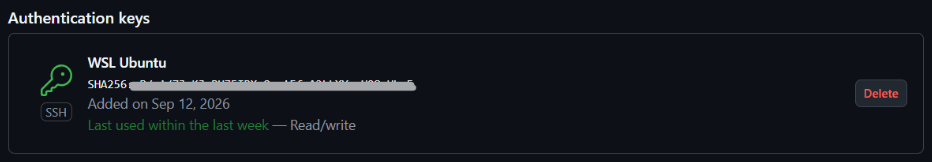 Authentication keys
WSL Ubuntu
SHA256:
Added on Sep 12, 2026
SSH
Last used within the last week — Read/write
Delete